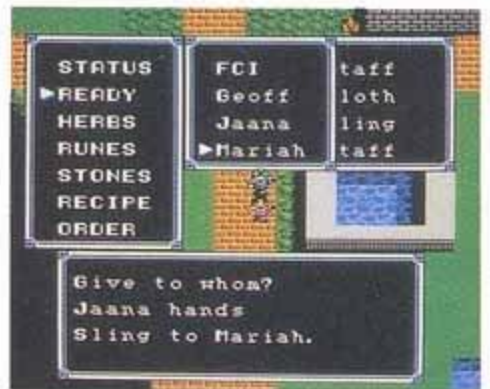 STATUS
READY
HERBS
RUNES
STONES
RECIPE
ORDER
FCI taff
Geoff loth
Jaana ling
Mariah taff
Give to whom?
Jaana hands
Sling to Mariah.